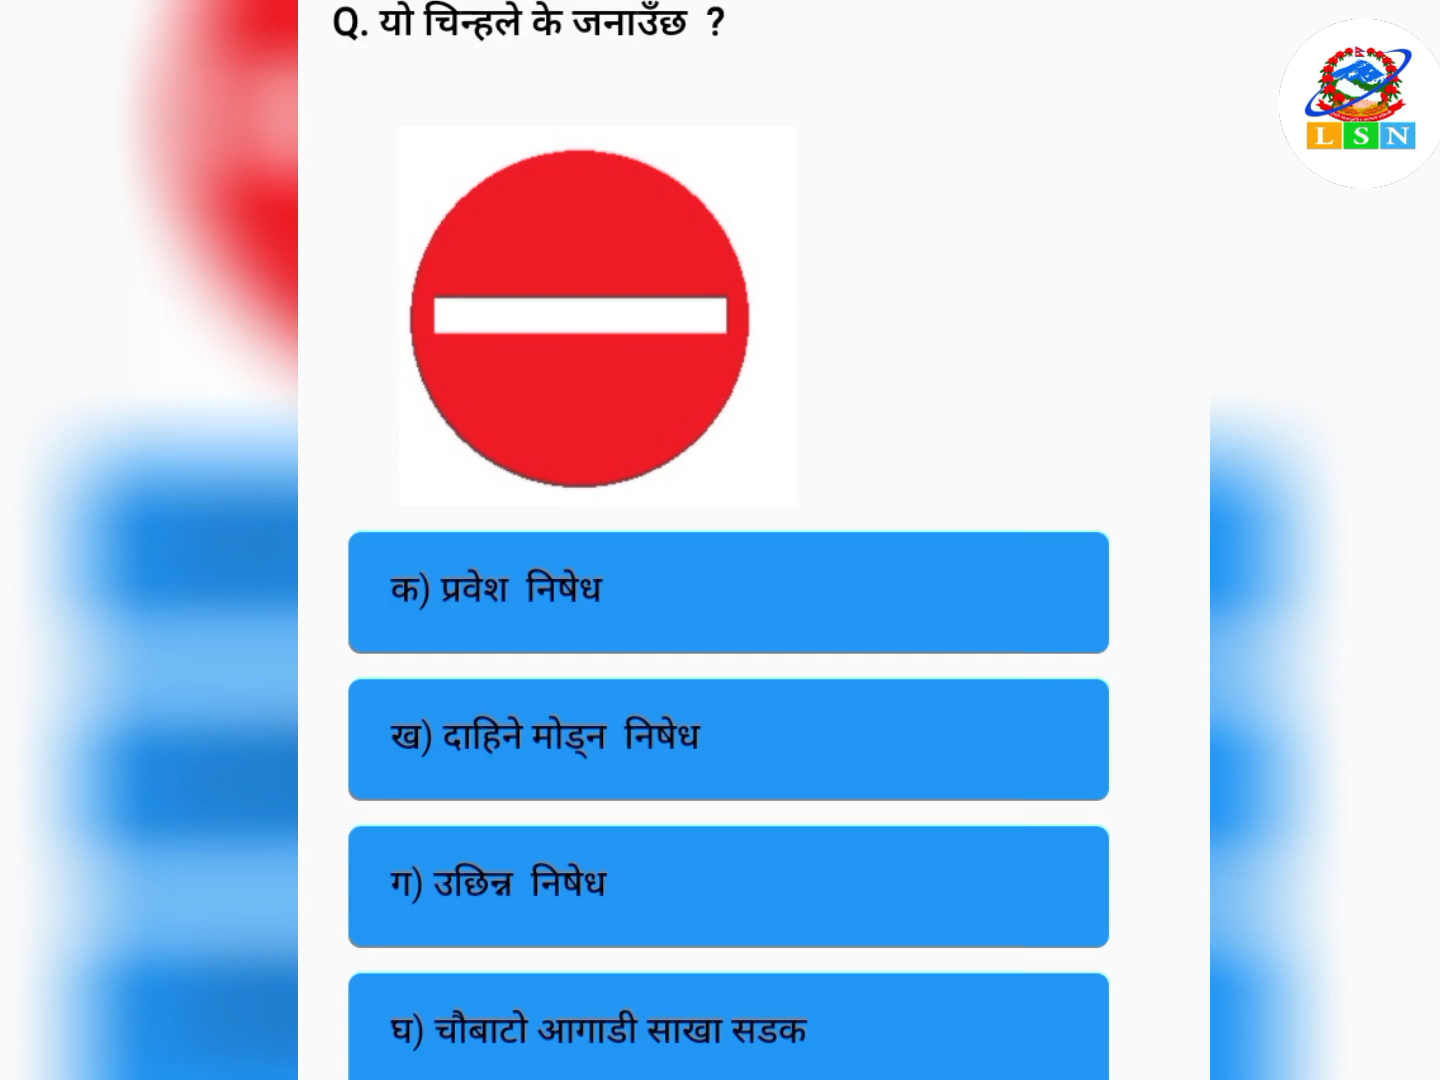 Q. यो चिन्हले के जनाउँछ ?
L S N
क) प्रवेश निषेध
ख) दाहिने मोड्न निषेध
ग) उछिन्न निषेध
घ) चौबाटो आगाडी साखा सडक